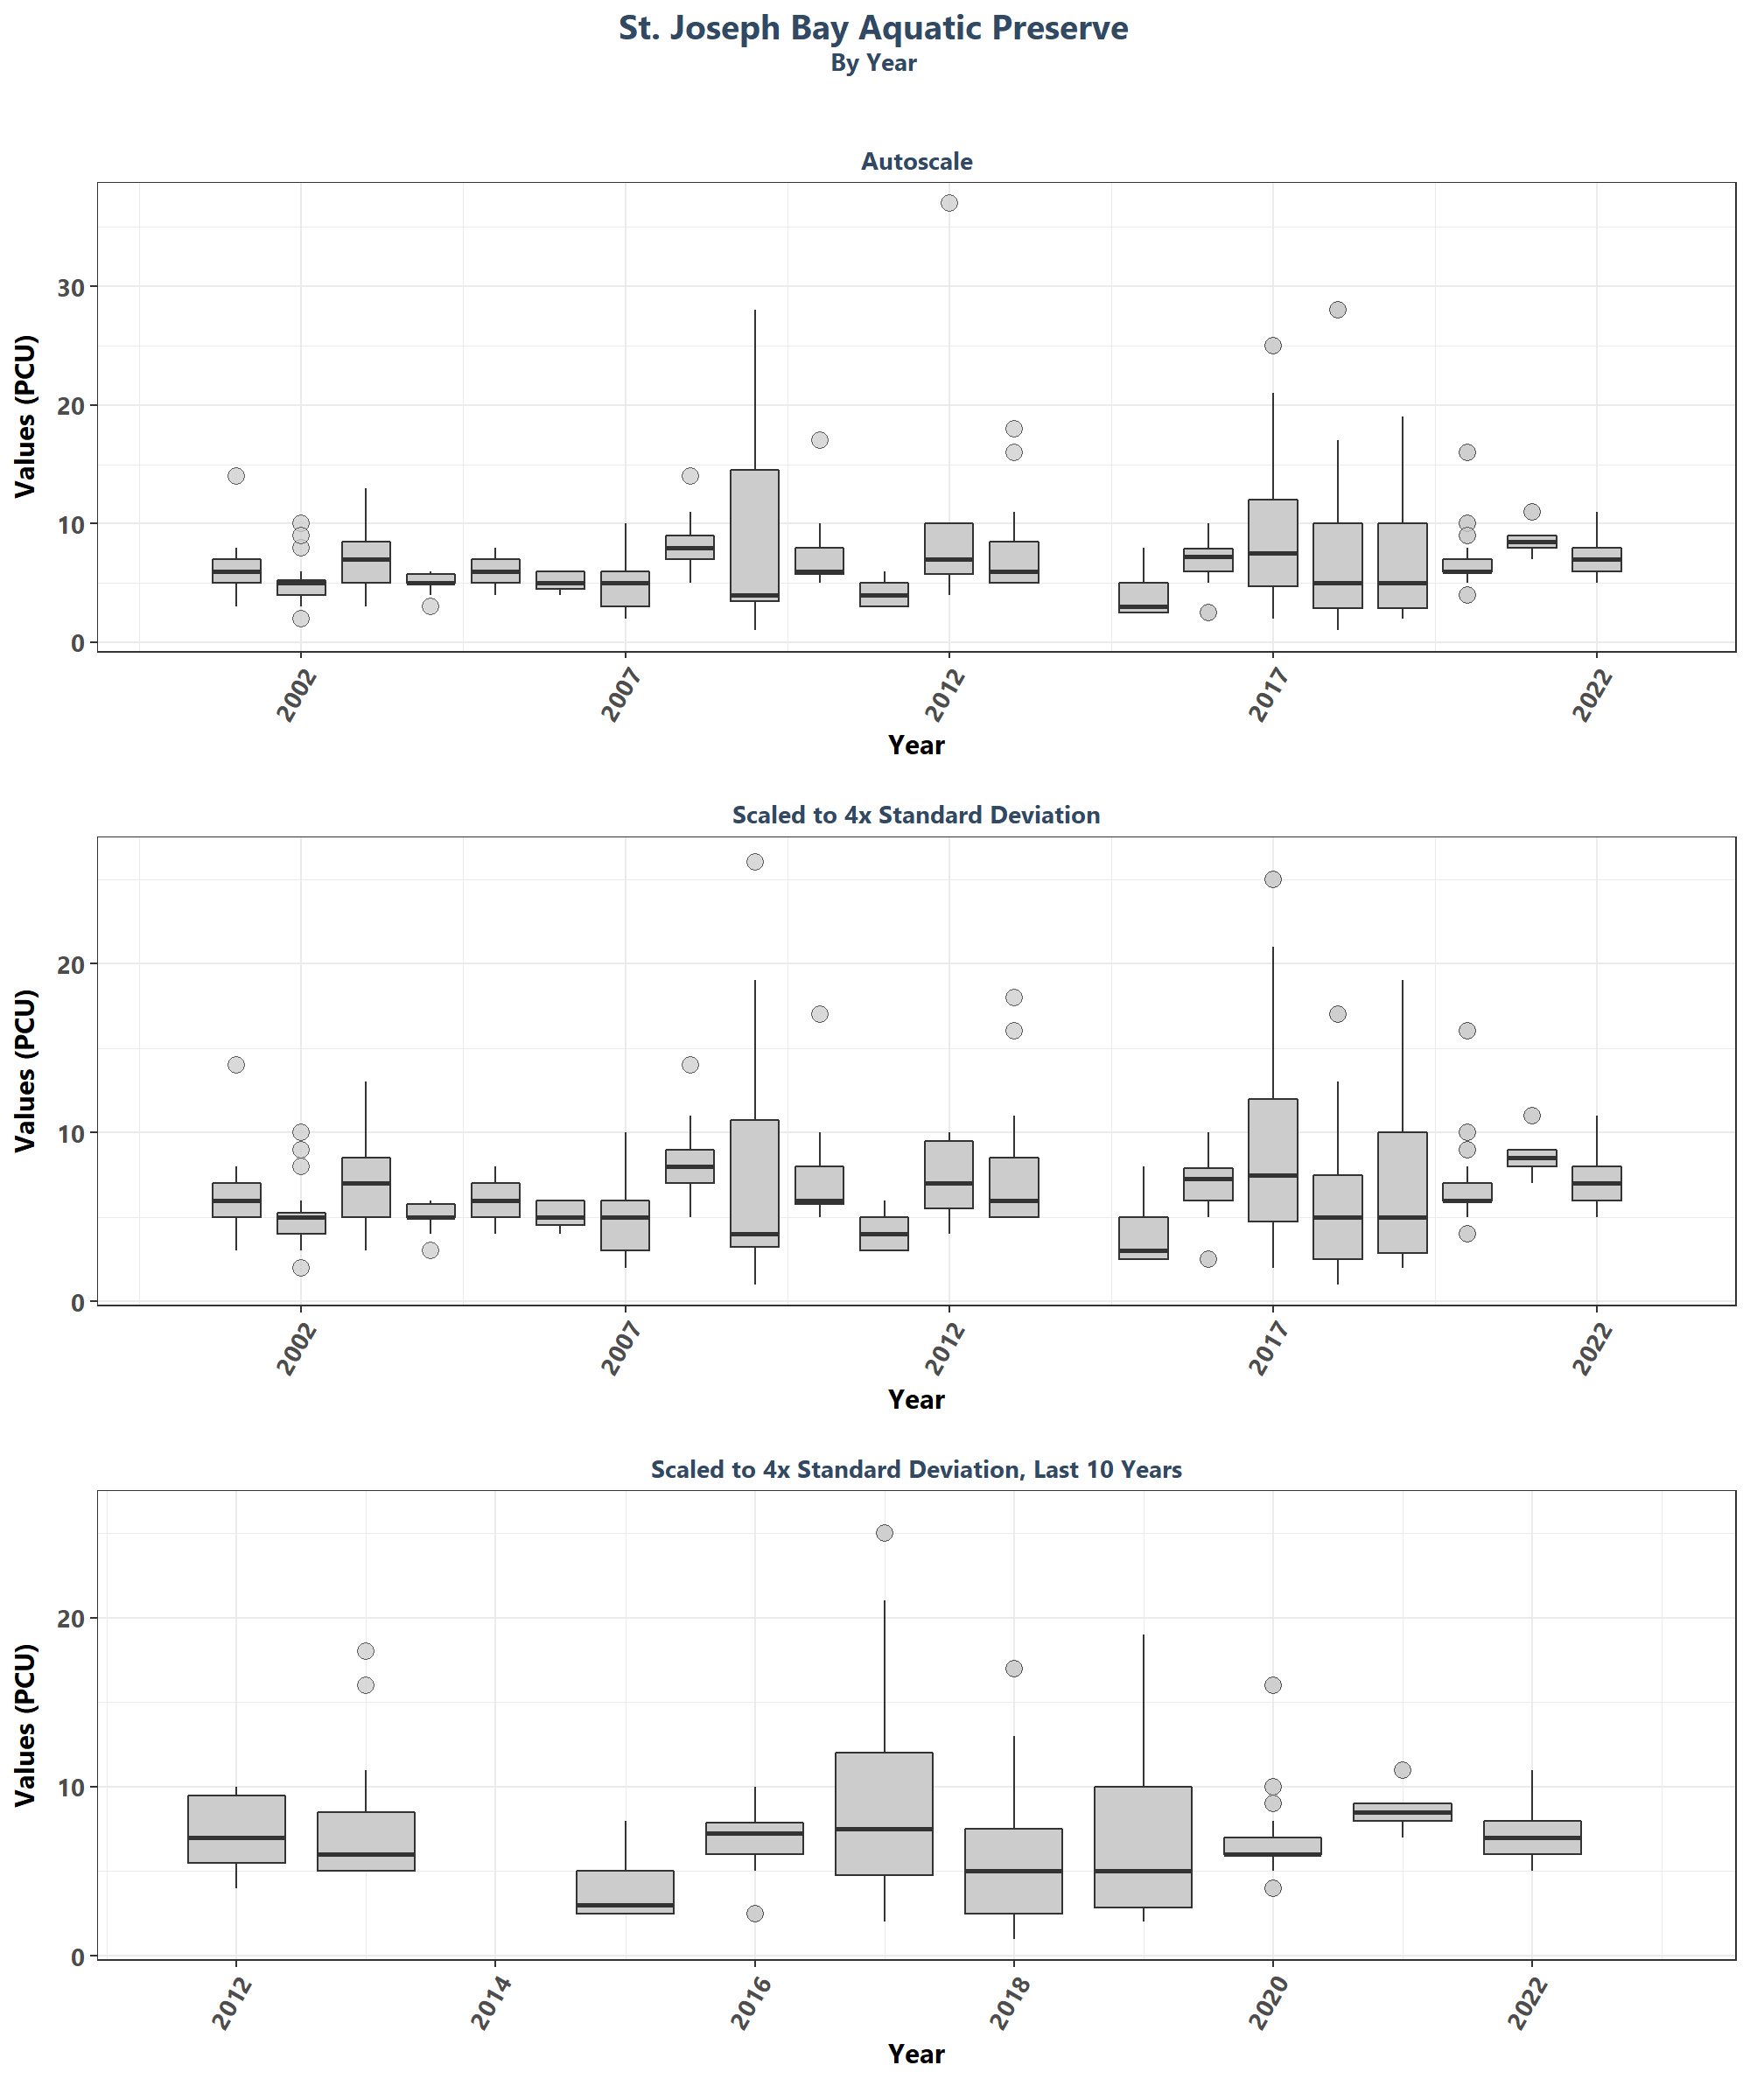 St. Joseph Bay Aquatic Preserve
By Year
Autoscale
Values (PCU)
30
20
10
0
2002 2007 2012 2017 2022
Year
Scaled to 4x Standard Deviation
Values (PCU)
20
10
0
2002 2007 2012 2017 2022
Year
Scaled to 4x Standard Deviation, Last 10 Years
Values (PCU)
20
10
0
2012 2014 2016 2018 2020 2022
Year